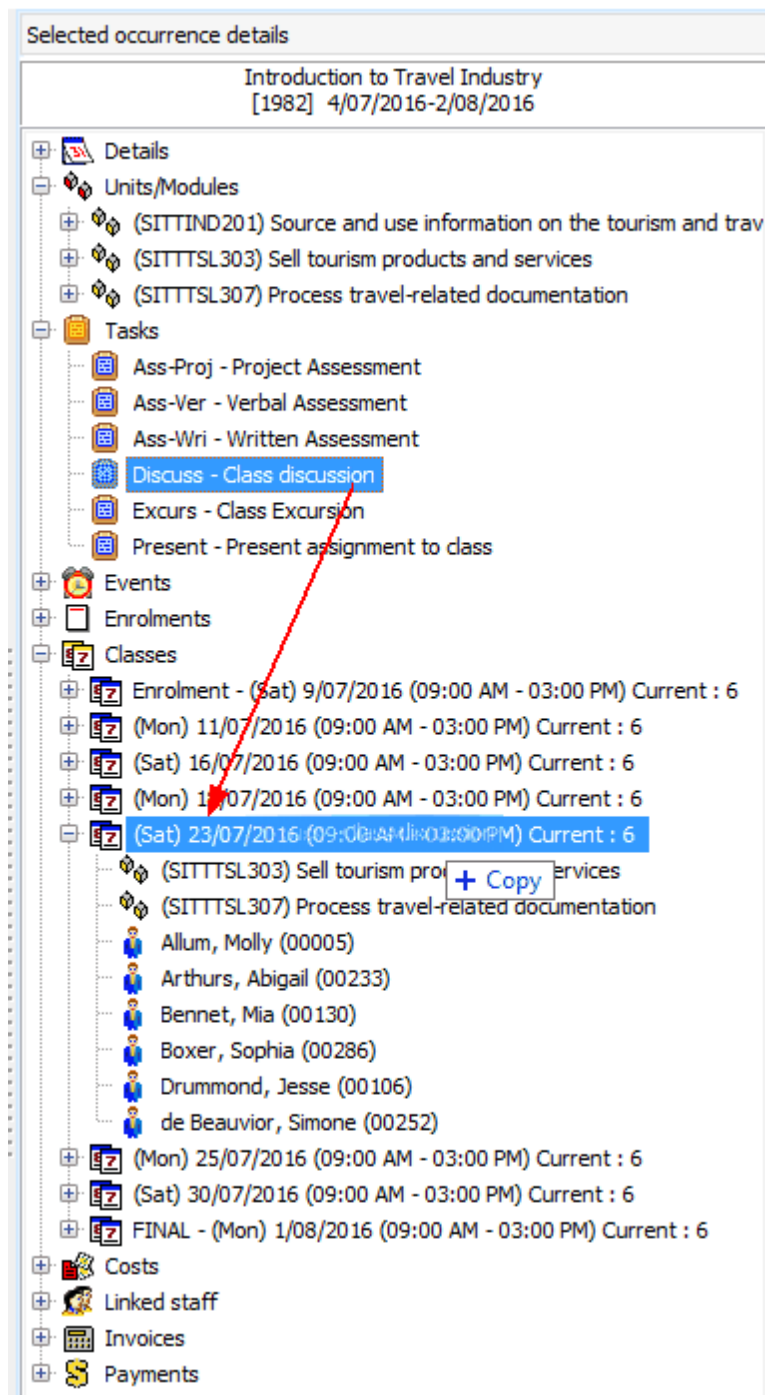 Selected occurrence details
Introduction to Travel Industry
[1982] 4/07/2016-2/08/2016
Details
Units/Modules
(SITTIND201) Source and use information on the tourism and trav
(SITTTSL303) Sell tourism products and services
(SITTTSL307) Process travel-related documentation
Tasks
Ass-Proj - Project Assessment
Ass-Ver - Verbal Assessment
Ass-Wri - Written Assessment
Discuss - Class discussion
Excurs - Class Excursion
Present - Present assignment to class
Events
Enrolments
Classes
Enrolment - (Sat) 9/07/2016 (09:00 AM - 03:00 PM) Current : 6
(Mon) 11/07/2016 (09:00 AM - 03:00 PM) Current : 6
(Sat) 16/07/2016 (09:00 AM - 03:00 PM) Current : 6
(Mon) 18/07/2016 (09:00 AM - 03:00 PM) Current : 6
(Sat) 23/07/2016 (09:00 AM - 03:00 PM) Current : 6
(SITTTSL303) Sell tourism pro ervices
+ Copy
(SITTTSL307) Process travel-related documentation
Allum, Molly (00005)
Arthurs, Abigail (00233)
Bennet, Mia (00130)
Boxer, Sophia (00286)
Drummond, Jesse (00106)
de Beauvior, Simone (00252)
(Mon) 25/07/2016 (09:00 AM - 03:00 PM) Current : 6
(Sat) 30/07/2016 (09:00 AM - 03:00 PM) Current : 6
FINAL - (Mon) 1/08/2016 (09:00 AM - 03:00 PM) Current : 6
Costs
Linked staff
Invoices
Payments